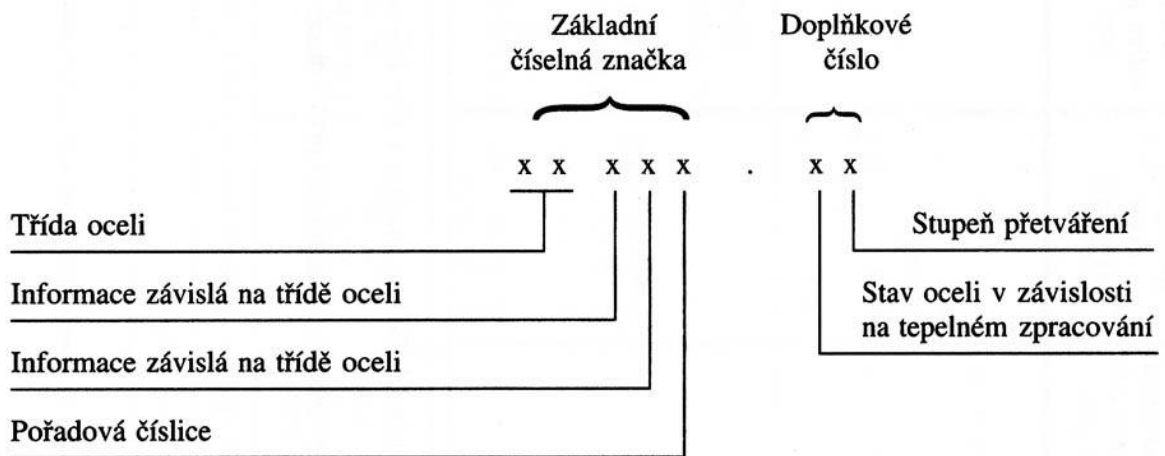 Základní
číselná značka
Doplňkové
číslo
x x x x x . x x
Třída oceli
Informace závislá na třídě oceli
Informace závislá na třídě oceli
Pořadová číslice
Stupeň přetváření
Stav oceli v závislosti
na tepelném zpracování